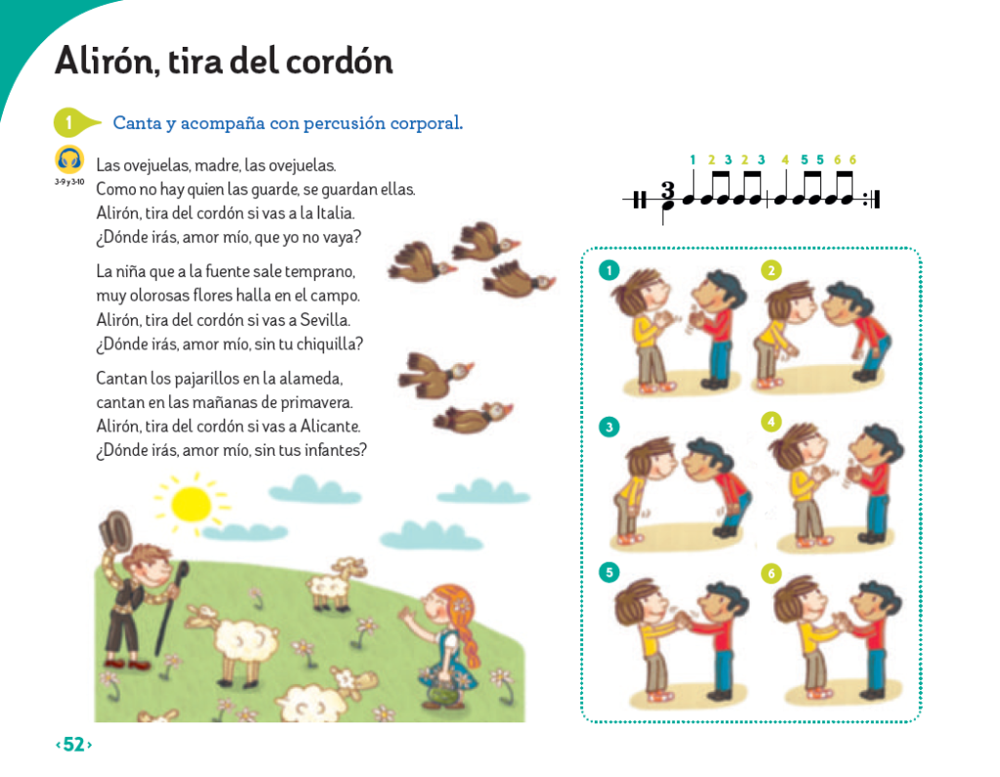 Alirón, tira del cordón
1 Canta y acompaña con percusión corporal.
3-9 y 3-10
Las ovejuelas, madre, las ovejuelas.
Como no hay quien las guarde, se guardan ellas.
Alirón, tira del cordón si vas a la Italia.
¿Dónde irás, amor mío, que yo no vaya?
La niña que a la fuente sale temprano,
muy olorosas flores halla en el campo.
Alirón, tira del cordón si vas a Sevilla.
¿Dónde irás, amor mío, sin tu chiquilla?
Cantan los pajarillos en la alameda,
cantan en las mañanas de primavera.
Alirón, tira del cordón si vas a Alicante.
¿Dónde irás, amor mío, sin tus infantes?
1 2 3 2 3 4 5 5 6 6
3
1 2
3 4
5 6
‹52›